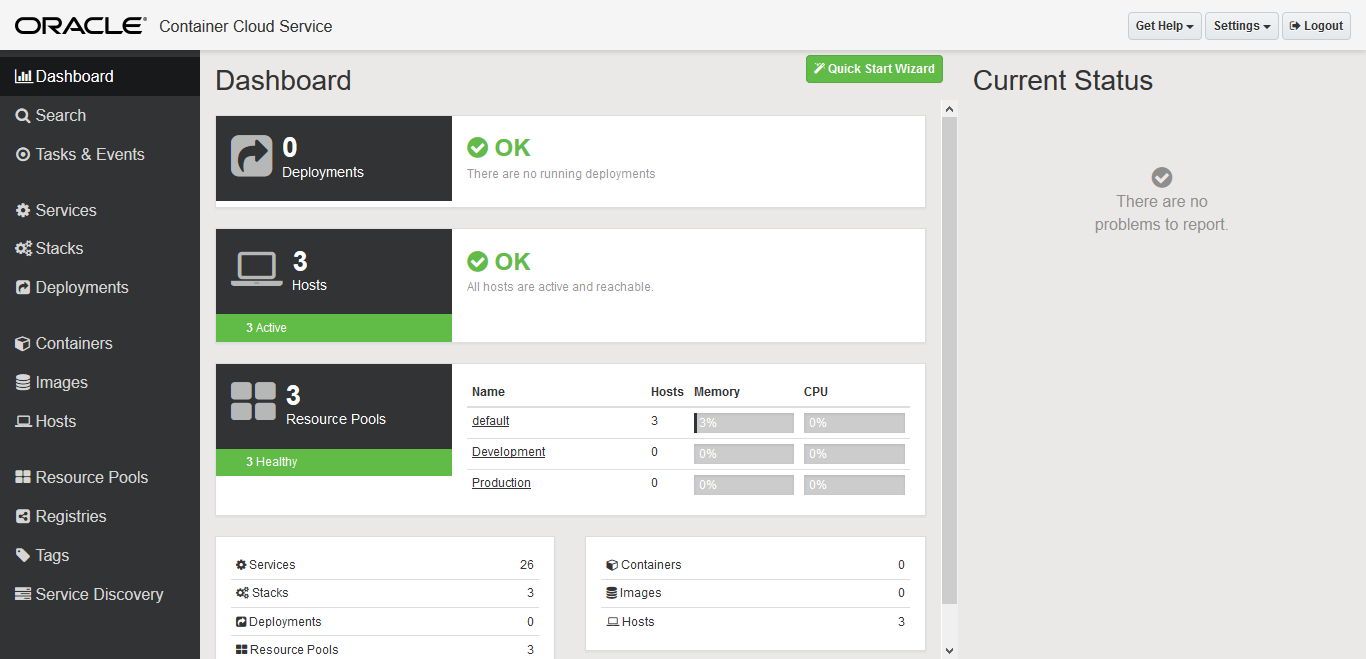 ORACLE® Container Cloud Service
Get Help
Settings
Logout
Dashboard
Search
Tasks & Events
Services
Stacks
Deployments
Containers
Images
Hosts
Resource Pools
Registries
Tags
Service Discovery
Dashboard
Quick Start Wizard
0
Deployments
OK
There are no running deployments
3
Hosts
3 Active
OK
All hosts are active and reachable.
3
Resource Pools
3 Healthy
Name Hosts Memory CPU
default 3 3% 0%
Development 0 0% 0%
Production 0 0% 0%
Services 26
Stacks 3
Deployments 0
Resource Pools 3
Containers 0
Images 0
Hosts 3
Current Status
There are no
problems to report.